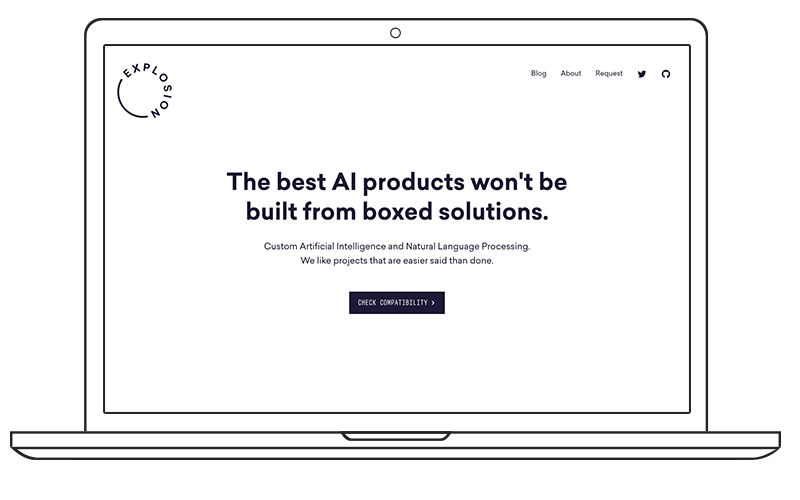 EXPLOSION
Blog About Request
The best AI products won't be
built from boxed solutions.
Custom Artificial Intelligence and Natural Language Processing.
We like projects that are easier said than done.
CHECK COMPATIBILITY >